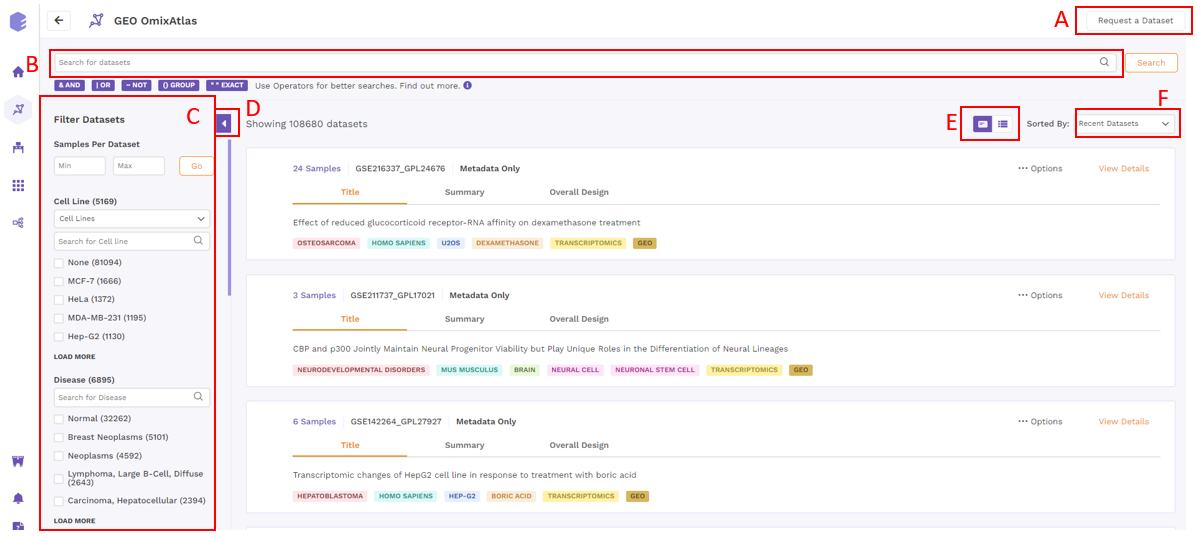 GEO OmixAtlas
A
Request a Dataset
B
Search for datasets
Search
& AND | OR ~ NOT () GROUP " " EXACT Use Operators for better searches. Find out more.
C
D
Filter Datasets
Showing 108680 datasets
E
Sorted By:
F
Recent Datasets
Samples Per Dataset
Min Max Go
Cell Line (5169)
Cell Lines
Search for Cell line
None (81094)
MCF-7 (1666)
HeLa (1372)
MDA-MB-231 (1195)
Hep-G2 (1130)
LOAD MORE
Disease (6895)
Search for Disease
Normal (32262)
Breast Neoplasms (5101)
Neoplasms (4592)
Lymphoma, Large B-Cell, Diffuse
(2643)
Carcinoma, Hepatocellular (2394)
LOAD MORE
24 Samples GSE216337_GPL24676 Metadata Only ••• Options View Details
Title Summary Overall Design
Effect of reduced glucocorticoid receptor-RNA affinity on dexamethasone treatment
OSTEOSARCOMA HOMO SAPIENS U2OS DEXAMETHASONE TRANSCRIPTOMICS GEO
3 Samples GSE211737_GPL17021 Metadata Only ••• Options View Details
Title Summary Overall Design
CBP and p300 Jointly Maintain Neural Progenitor Viability but Play Unique Roles in the Differentiation of Neural Lineages
NEURODEVELOPMENTAL DISORDERS MUS MUSCULUS BRAIN NEURAL CELL NEURONAL STEM CELL TRANSCRIPTOMICS GEO
6 Samples GSE142264_GPL27927 Metadata Only ••• Options View Details
Title Summary Overall Design
Transcriptomic changes of HepG2 cell line in response to treatment with boric acid
HEPATOBLASTOMA HOMO SAPIENS HEP-G2 BORIC ACID TRANSCRIPTOMICS GEO